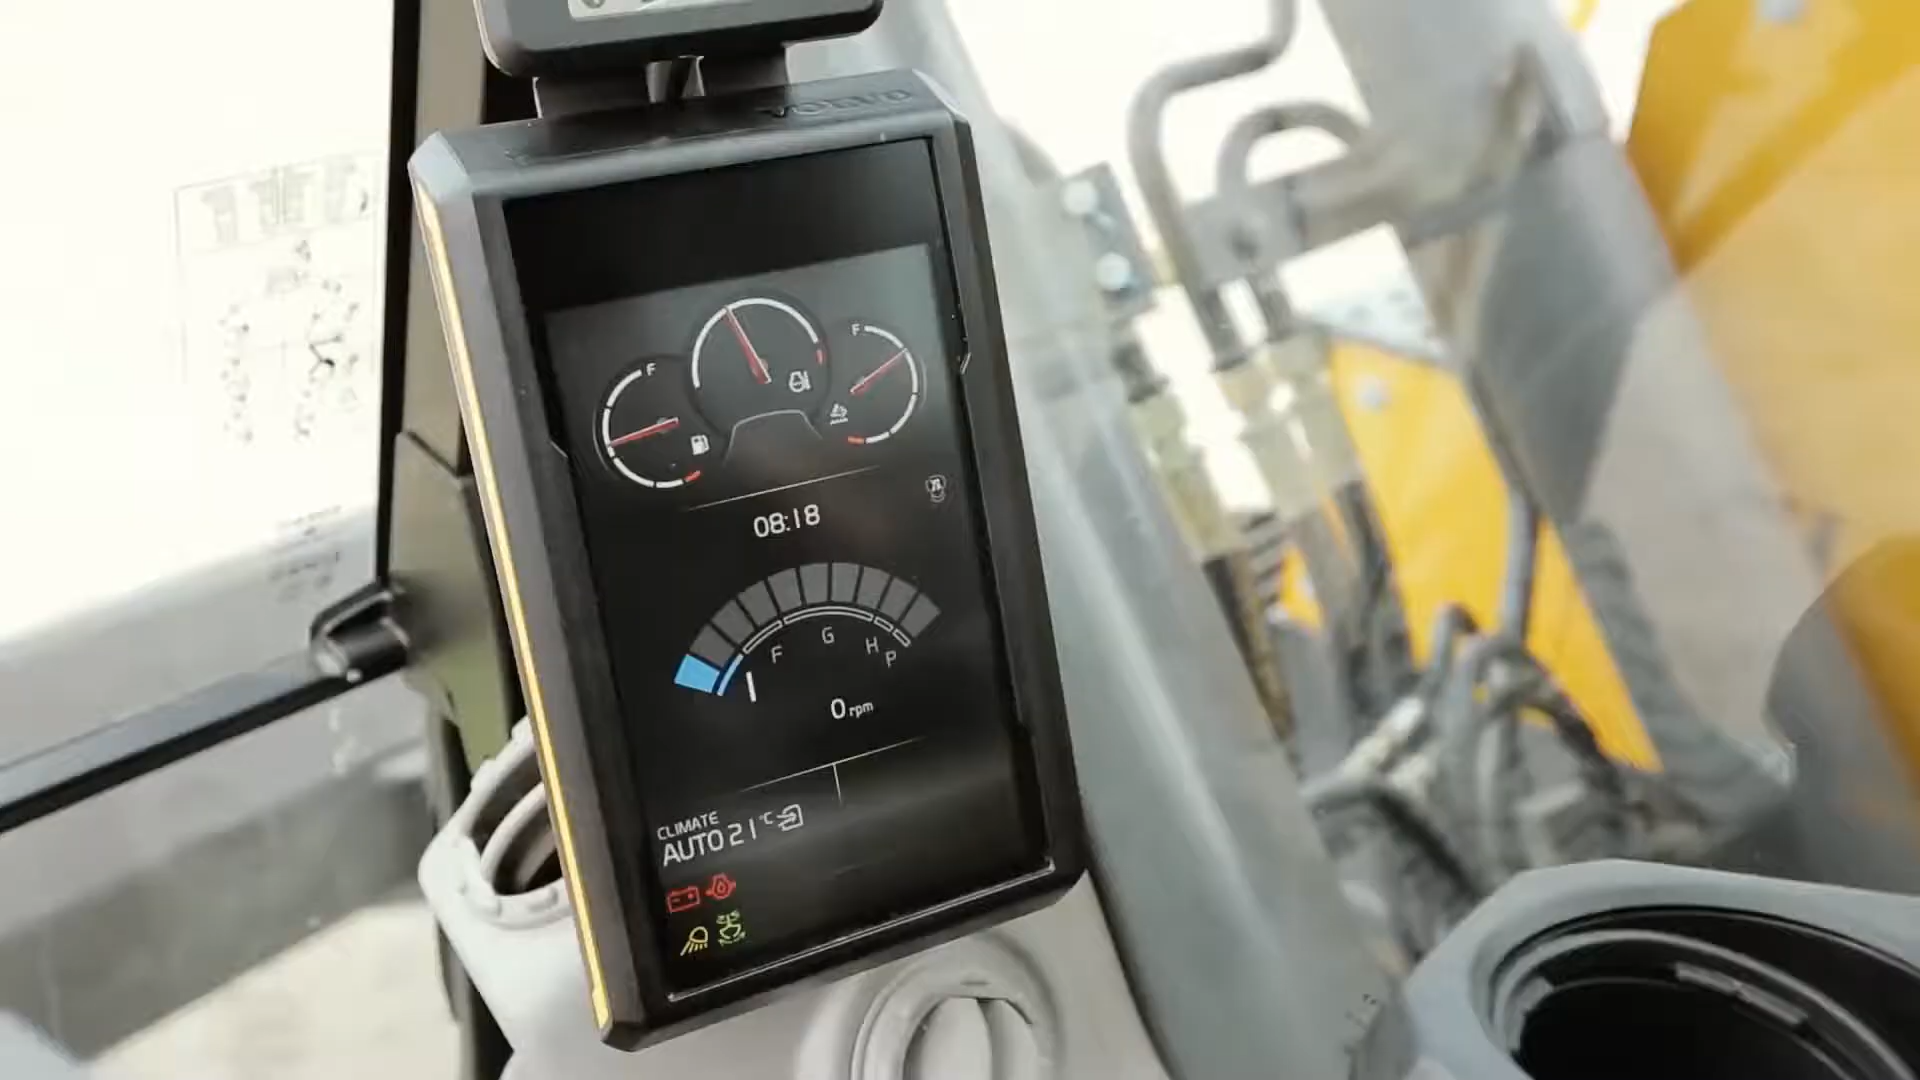 VOLVO
F
F
08:18
I F G H P
0 rpm
CLIMATE
AUTO 21 °C